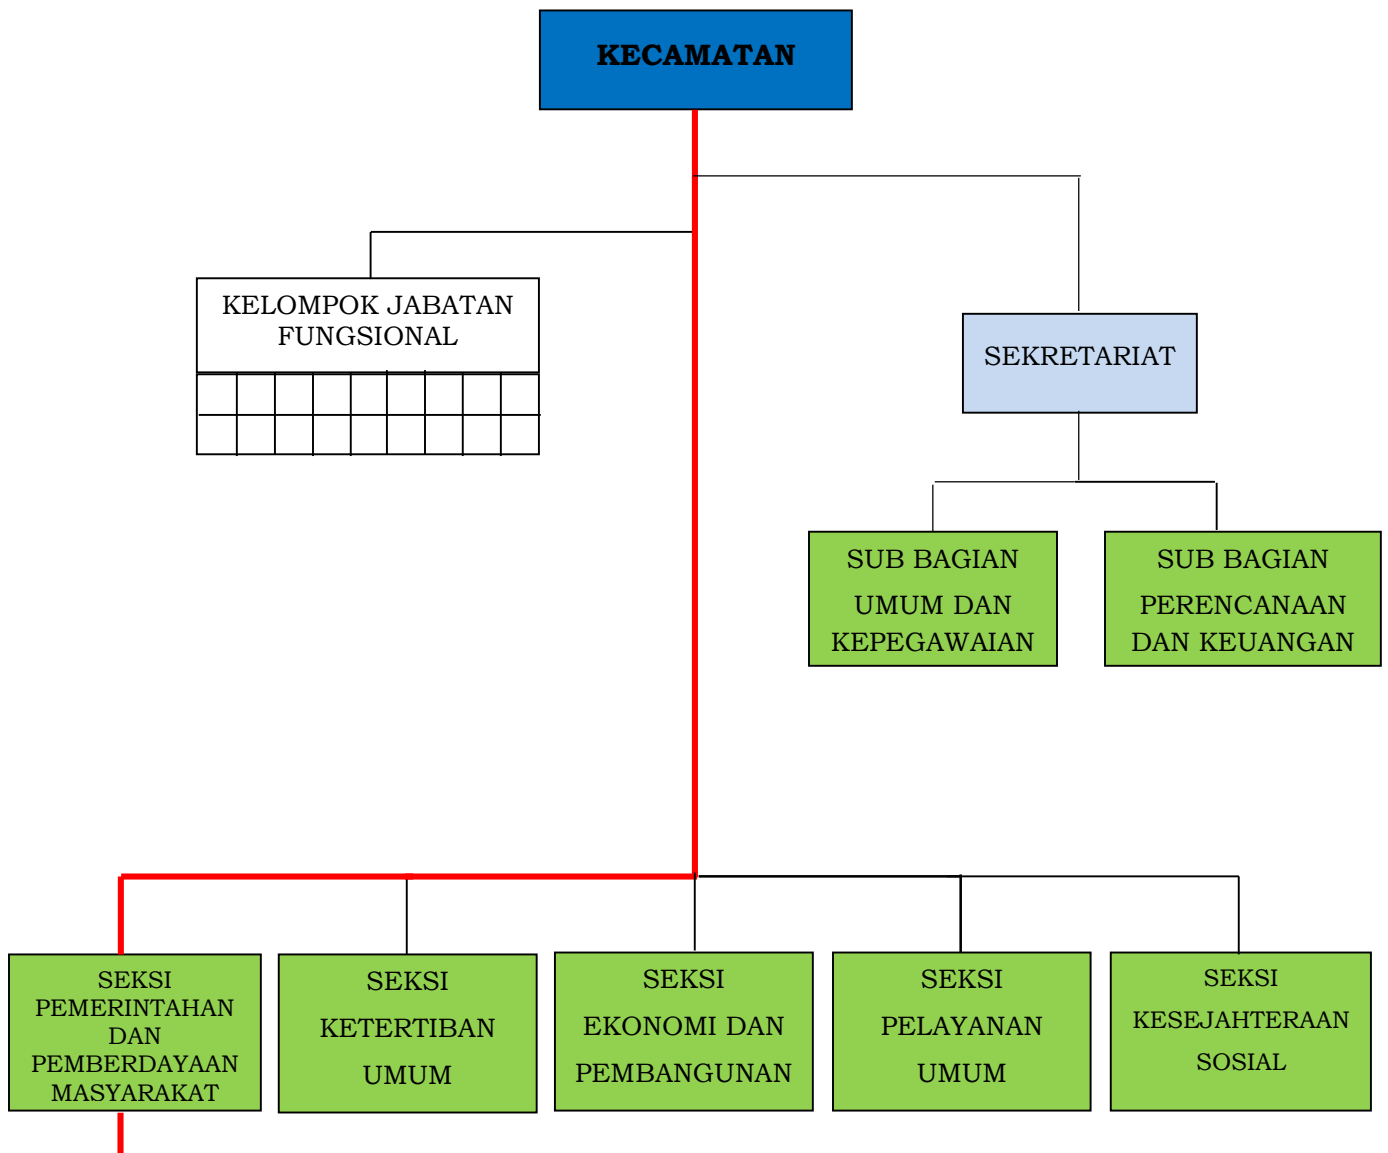 KECAMATAN
KELOMPOK JABATAN
FUNGSIONAL
SEKRETARIAT
SUB BAGIAN
UMUM DAN
KEPEGAWAIAN
SUB BAGIAN
PERENCANAAN
DAN KEUANGAN
SEKSI
PEMERINTAHAN
DAN
PEMBERDAYAAN
MASYARAKAT
SEKSI
KETERTIBAN
UMUM
SEKSI
EKONOMI DAN
PEMBANGUNAN
SEKSI
PELAYANAN
UMUM
SEKSI
KESEJAHTERAAN
SOSIAL